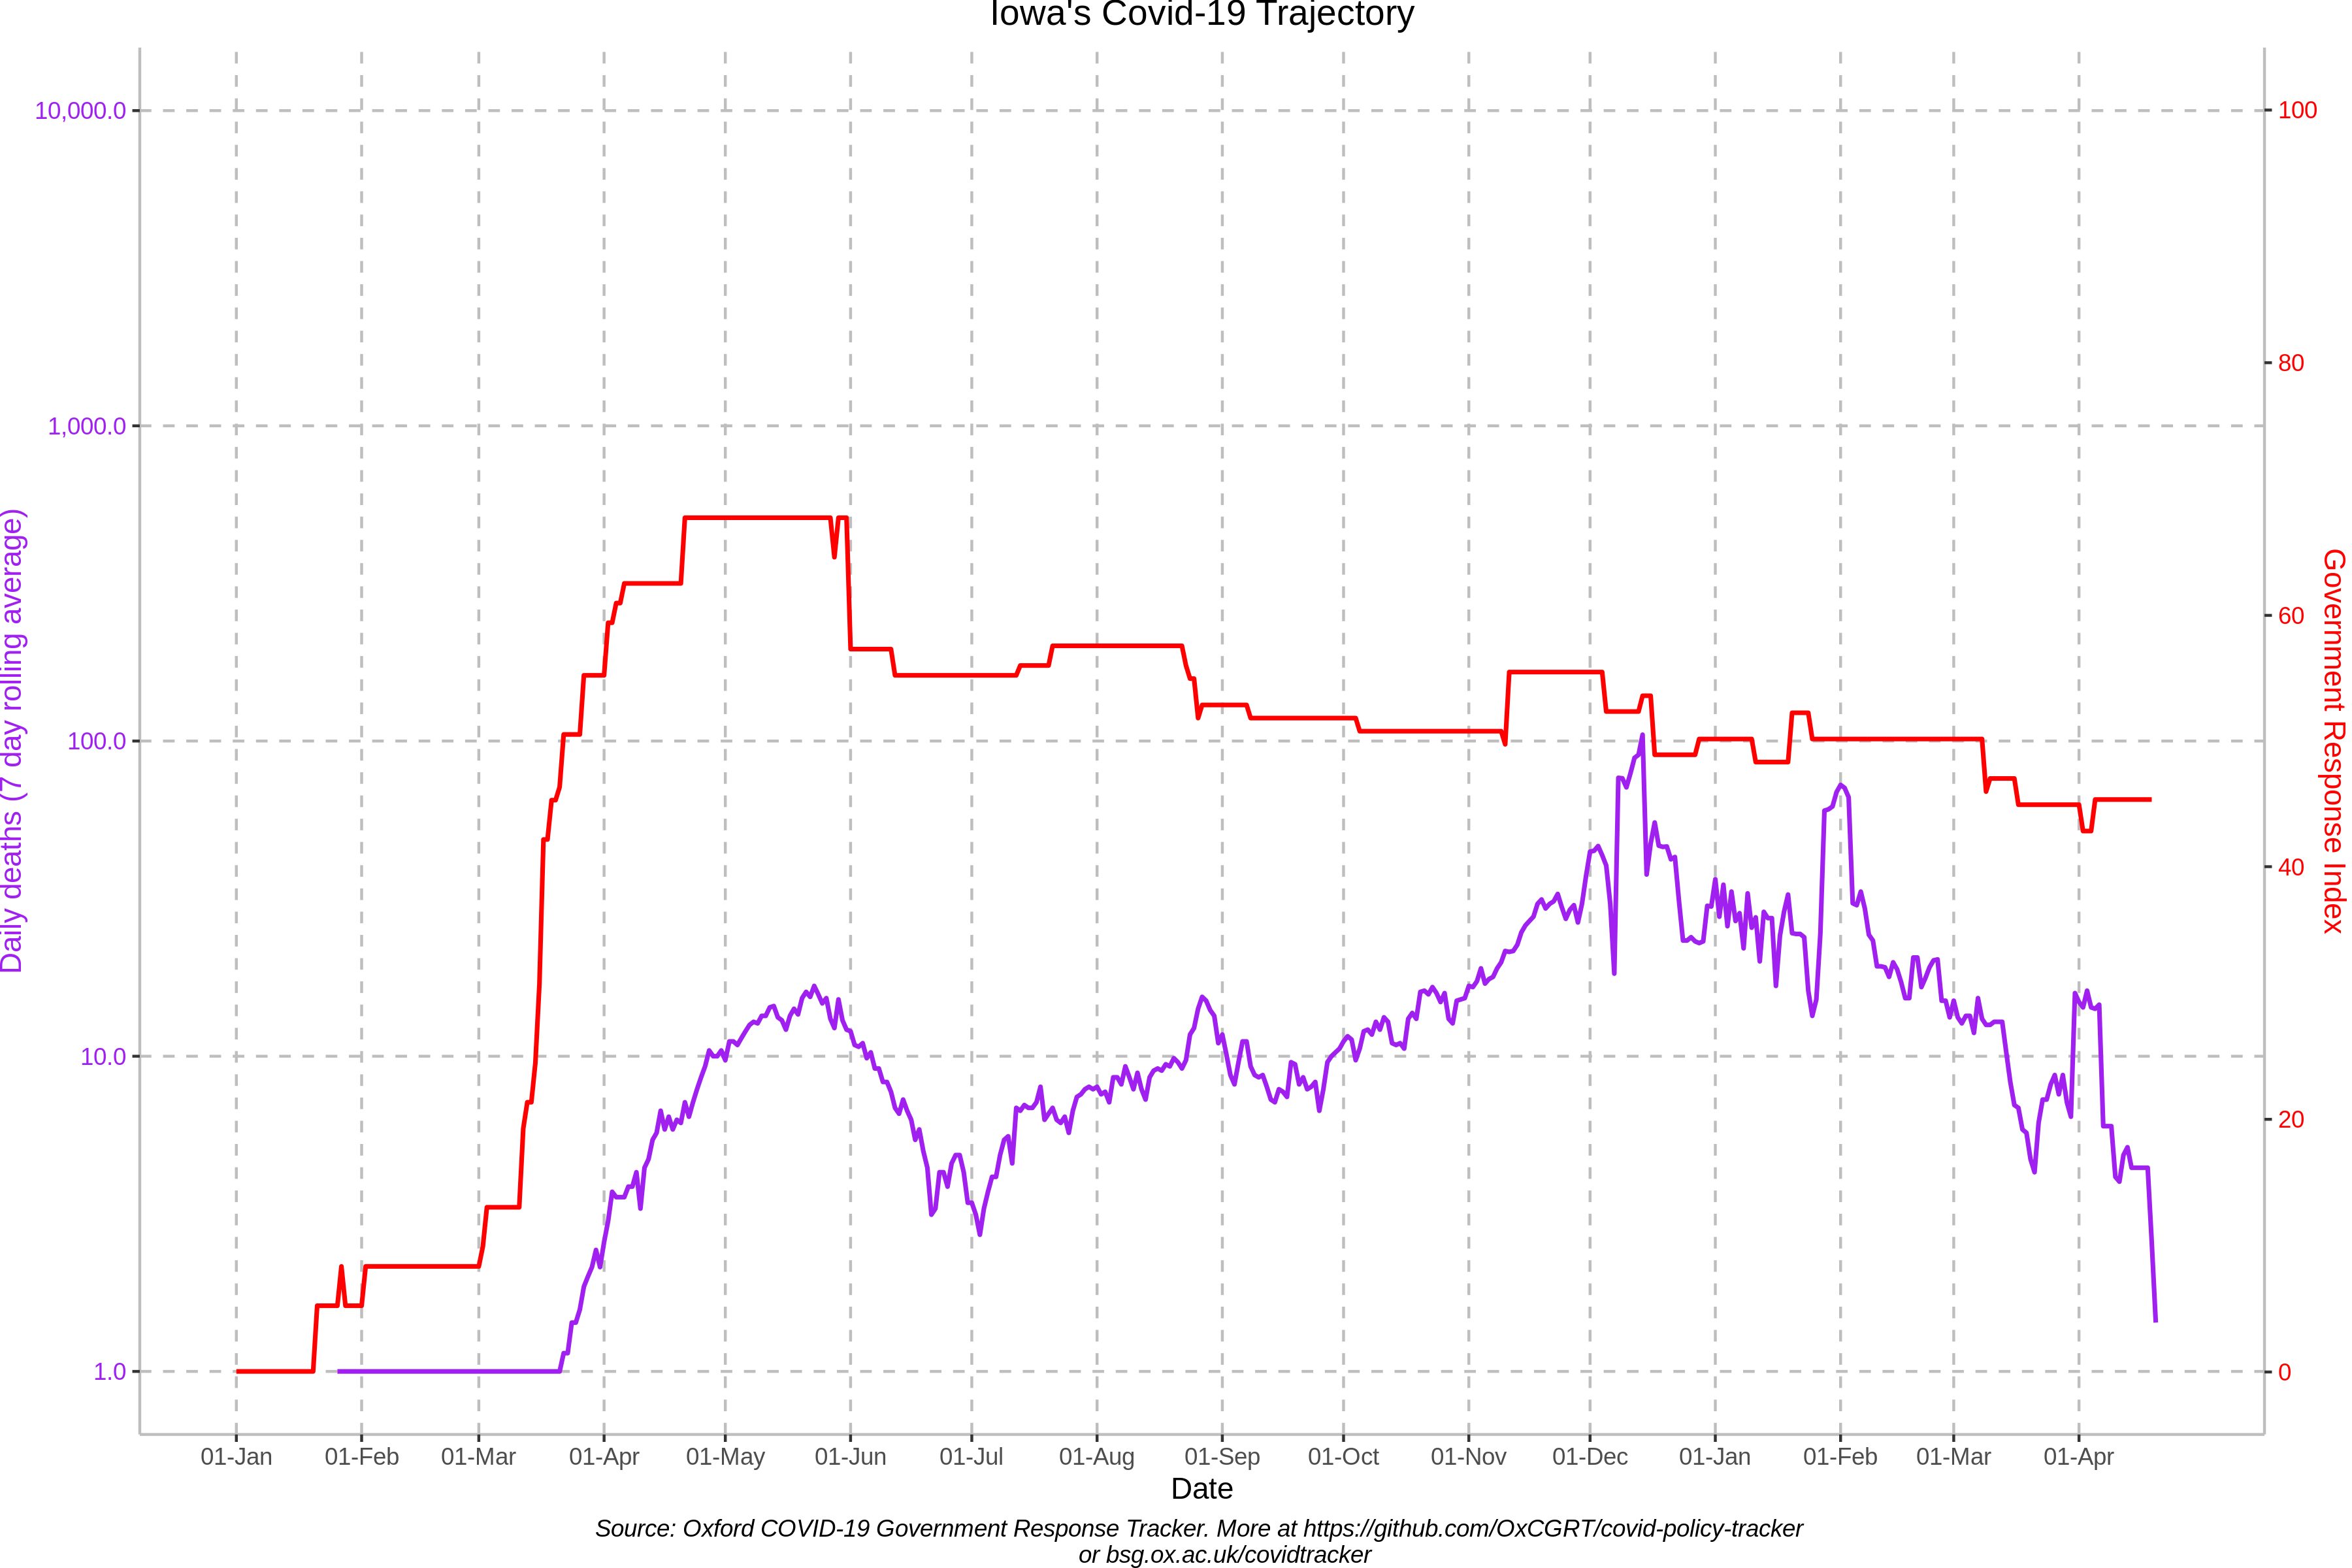 Iowa's Covid-19 Trajectory
10,000.0
1,000.0
100.0
10.0
1.0
Daily deaths (7 day rolling average)
100
80
60
40
20
0
Government Response Index
01-Jan 01-Feb 01-Mar 01-Apr 01-May 01-Jun 01-Jul 01-Aug 01-Sep 01-Oct 01-Nov 01-Dec 01-Jan 01-Feb 01-Mar 01-Apr
Date
Source: Oxford COVID-19 Government Response Tracker. More at https://github.com/OxCGRT/covid-policy-tracker
or bsg.ox.ac.uk/covidtracker